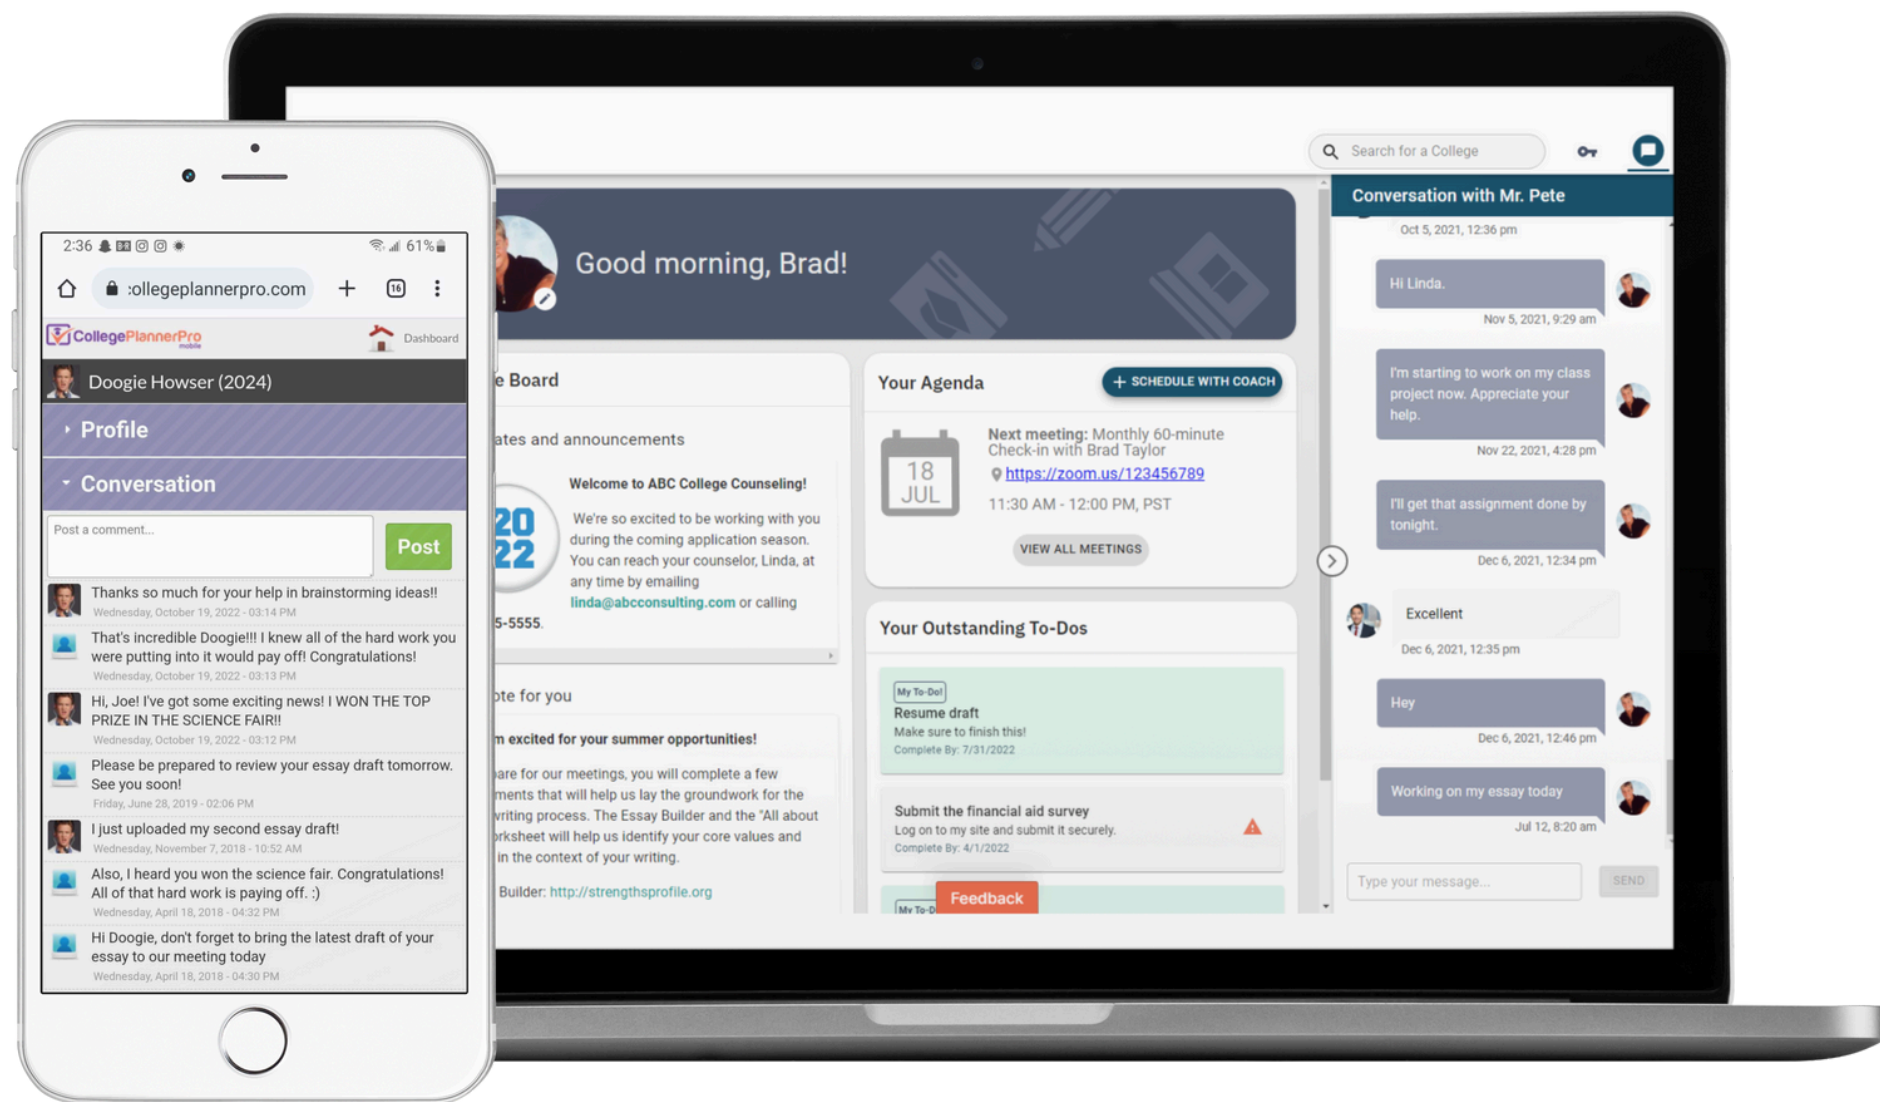 2:36
61%
:ollegeplannerpro.com
16
CollegePlannerPro
mobile
Dashboard
Doogie Howser (2024)
Profile
Conversation
Post a comment...
Post
Thanks so much for your help in brainstorming ideas!!
Wednesday, October 19, 2022 - 03:14 PM
That's incredible Doogie!!! I knew all of the hard work you
were putting into it would pay off! Congratulations!
Wednesday, October 19, 2022 - 03:13 PM
Hi, Joe! I've got some exciting news! I WON THE TOP
PRIZE IN THE SCIENCE FAIR!!
Wednesday, October 19, 2022 - 03:12 PM
Please be prepared to review your essay draft tomorrow.
See you soon!
Friday, June 28, 2019 - 02:06 PM
I just uploaded my second essay draft!
Wednesday, November 7, 2018 - 10:52 AM
Also, I heard you won the science fair. Congratulations!
All of that hard work is paying off. :)
Wednesday, April 18, 2018 - 04:32 PM
Hi Doogie, don't forget to bring the latest draft of your
essay to our meeting today
Wednesday, April 18, 2018 - 04:30 PM
Search for a College
Good morning, Brad!
e Board
ates and announcements
2022
Welcome to ABC College Counseling!
We're so excited to be working with you
during the coming application season.
You can reach your counselor, Linda, at
any time by emailing
linda@abcconsulting.com or calling
5-5555.
ote for you
m excited for your summer opportunities!
are for our meetings, you will complete a few
ments that will help us lay the groundwork for the
writing process. The Essay Builder and the "All about
orksheet will help us identify your core values and
in the context of your writing.
Builder: http://strengthsprofile.org
Your Agenda
+ SCHEDULE WITH COACH
18
JUL
Next meeting: Monthly 60-minute
Check-in with Brad Taylor
https://zoom.us/123456789
11:30 AM - 12:00 PM, PST
VIEW ALL MEETINGS
Your Outstanding To-Dos
My To-Do!
Resume draft
Make sure to finish this!
Complete By: 7/31/2022
Submit the financial aid survey
Log on to my site and submit it securely.
Complete By: 4/1/2022
My To-D
Feedback
Conversation with Mr. Pete
Oct 5, 2021, 12:36 pm
Hi Linda.
Nov 5, 2021, 9:29 am
I'm starting to work on my class
project now. Appreciate your
help.
Nov 22, 2021, 4:28 pm
I'll get that assignment done by
tonight.
Dec 6, 2021, 12:34 pm
Excellent
Dec 6, 2021, 12:35 pm
Hey
Dec 6, 2021, 12:46 pm
Working on my essay today
Jul 12, 8:20 am
Type your message...
SEND